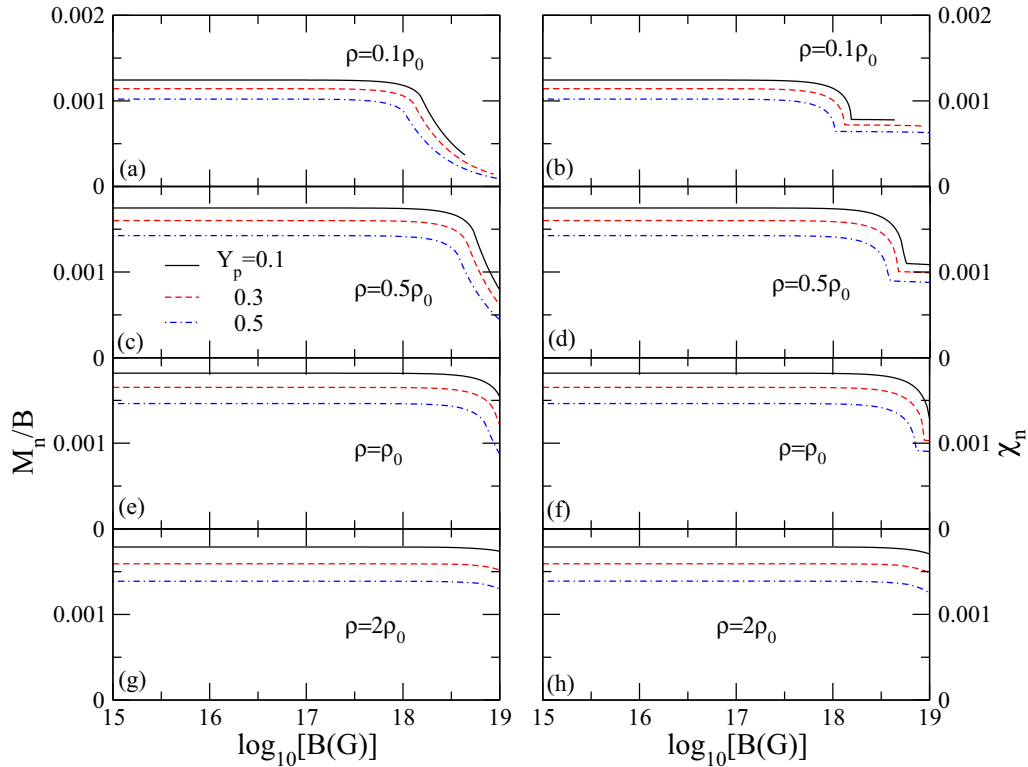 0.002
0.001
0
(a)
ρ=0.1ρ₀
0.002
0.001
0
(b)
ρ=0.1ρ₀
0.001
0
(c)
Yₚ=0.1
0.3
0.5
ρ=0.5ρ₀
0.001
0
(d)
ρ=0.5ρ₀
0.001
0
(e)
ρ=ρ₀
0.001
0
(f)
ρ=ρ₀
0.001
0
(g)
ρ=2ρ₀
0.001
0
(h)
ρ=2ρ₀
Mₙ/B
χₙ
15 16 17 18 19
15 16 17 18 19
log₁₀[B(G)]
log₁₀[B(G)]